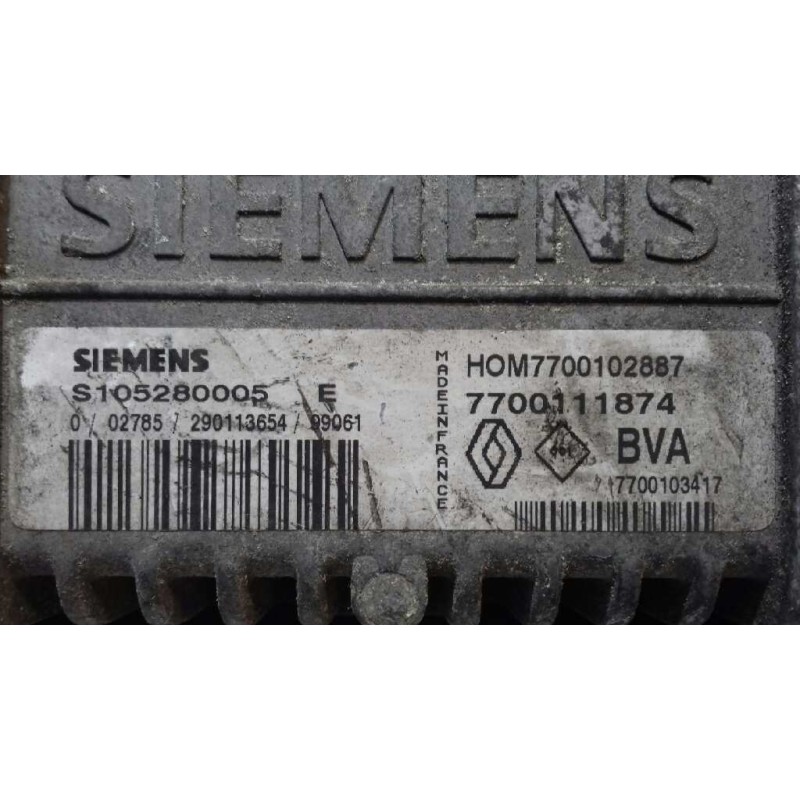 SIEMENS
SIEMENS
S105280005 E
0 / 02785 / 290113654 / 99061
MADEINFRANCE
HOM7700102887
7700111874
BVA
7700103417